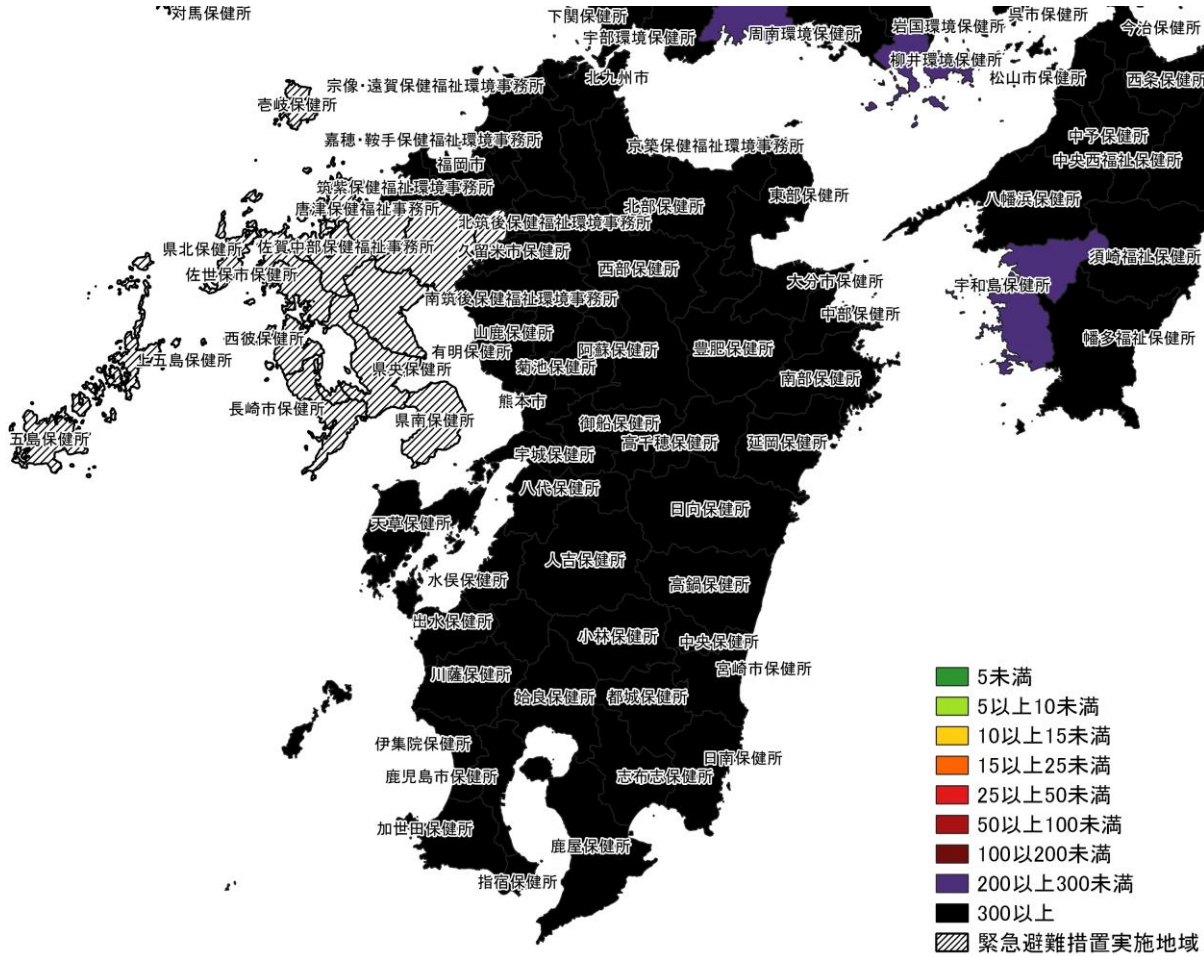 対馬保健所
下関保健所
宇部環境保健所
周南環境保健所
岩国環境保健所
呉市保健所
今治保健所
柳井環境保健所
松山市保健所
西条保健所
北九州市
宗像・遠賀保健福祉環境事務所
壱岐保健所
嘉穂・鞍手保健福祉環境事務所
京築保健福祉環境事務所
中予保健所
中央西福祉保健所
福岡市
筑紫保健福祉環境事務所
東部保健所
八幡浜保健所
唐津保健福祉事務所
北部保健所
北筑後保健福祉環境事務所
県北保健所
佐賀中部保健福祉事務所
久留米市保健所
須崎福祉保健所
佐世保市保健所
西部保健所
大分市保健所
宇和島保健所
南筑後保健福祉環境事務所
中部保健所
西彼保健所
山鹿保健所
幡多福祉保健所
上五島保健所
有明保健所
阿蘇保健所
豊肥保健所
県央保健所
菊池保健所
南部保健所
長崎市保健所
熊本市
県南保健所
御船保健所
五島保健所
高千穂保健所
延岡保健所
宇城保健所
八代保健所
日向保健所
天草保健所
人吉保健所
水俣保健所
高鍋保健所
出水保健所
小林保健所
中央保健所
宮崎市保健所
川薩保健所
姶良保健所
都城保健所
伊集院保健所
日南保健所
鹿児島市保健所
志布志保健所
加世田保健所
鹿屋保健所
指宿保健所
5未満
5以上10未満
10以上15未満
15以上25未満
25以上50未満
50以上100未満
100以200未満
200以上300未満
300以上
緊急避難措置実施地域